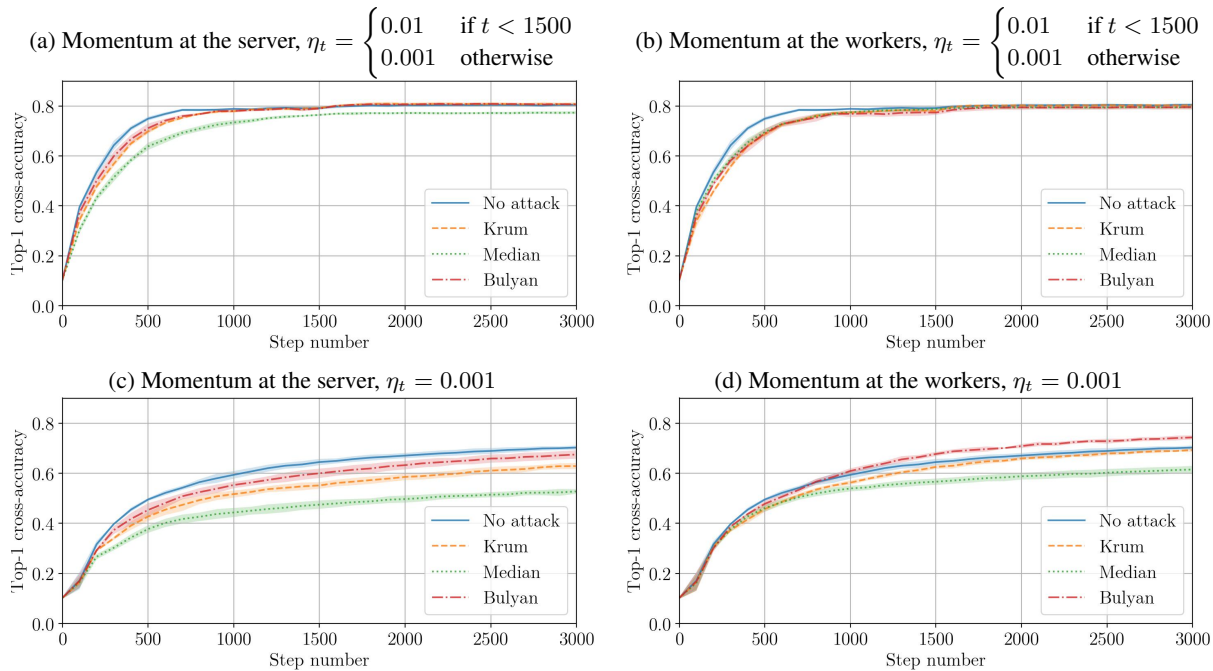 (a) Momentum at the server, ηt = { 0.01 if t < 1500
0.001 otherwise
0.8
0.6
0.4
0.2
0.0
Top-1 cross-accuracy
No attack
Krum
Median
Bulyan
0 500 1000 1500 2000 2500 3000
Step number
(b) Momentum at the workers, ηt = { 0.01 if t < 1500
0.001 otherwise
0.8
0.6
0.4
0.2
0.0
Top-1 cross-accuracy
No attack
Krum
Median
Bulyan
0 500 1000 1500 2000 2500 3000
Step number
(c) Momentum at the server, ηt = 0.001
0.8
0.6
0.4
0.2
0.0
Top-1 cross-accuracy
No attack
Krum
Median
Bulyan
0 500 1000 1500 2000 2500 3000
Step number
(d) Momentum at the workers, ηt = 0.001
0.8
0.6
0.4
0.2
0.0
Top-1 cross-accuracy
No attack
Krum
Median
Bulyan
0 500 1000 1500 2000 2500 3000
Step number